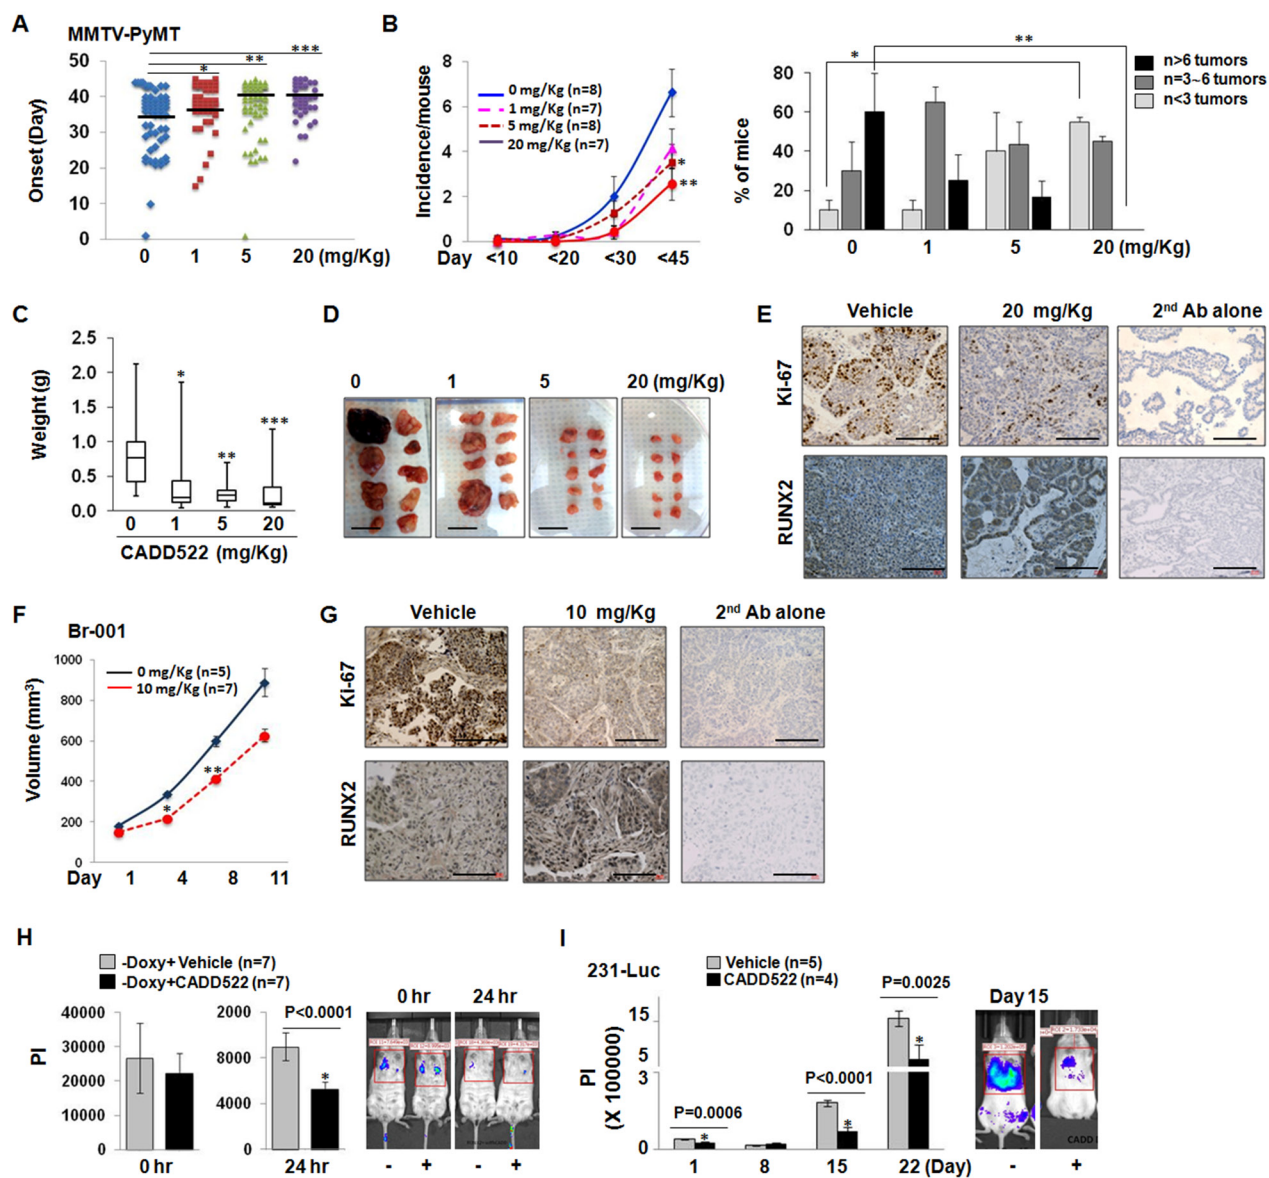 A
MMTV-PyMT
Onset (Day)
50
40
30
20
10
0
***
**
*
0 1 5 20 (mg/Kg)
B
Incidence/mouse
8
6
4
2
0
0 mg/Kg (n=8)
1 mg/Kg (n=7)
5 mg/Kg (n=8)
20 mg/Kg (n=7)
*
**
Day <10 <20 <30 <45
% of mice
80
60
40
20
0
*
**
n>6 tumors
n=3~6 tumors
n<3 tumors
0 1 5 20 (mg/Kg)
C
Weight (g)
2.5
2.0
1.5
1.0
0.5
0.0
*
**
***
0 1 5 20
CADD522 (mg/Kg)
D
0 1 5 20 (mg/Kg)
E
Vehicle 20 mg/Kg 2nd Ab alone
Ki-67
RUNX2
F
Br-001
Volume (mm³)
1000
800
600
400
200
0
0 mg/Kg (n=5)
10 mg/Kg (n=7)
*
**
Day 1 4 8 11
G
Vehicle 10 mg/Kg 2nd Ab alone
Ki-67
RUNX2
H
-Doxy+Vehicle (n=7)
-Doxy+CADD522 (n=7)
PI
40000
30000
20000
10000
0
0 hr
2000
8000
4000
0
P<0.0001
*
24 hr
0 hr 24 hr
- + - +
I
231-Luc
Vehicle (n=5)
CADD522 (n=4)
PI
(X 100000)
15
5
3
0
P=0.0006
*
P<0.0001
*
P=0.0025
*
1 8 15 22 (Day)
Day 15
CADD
- +